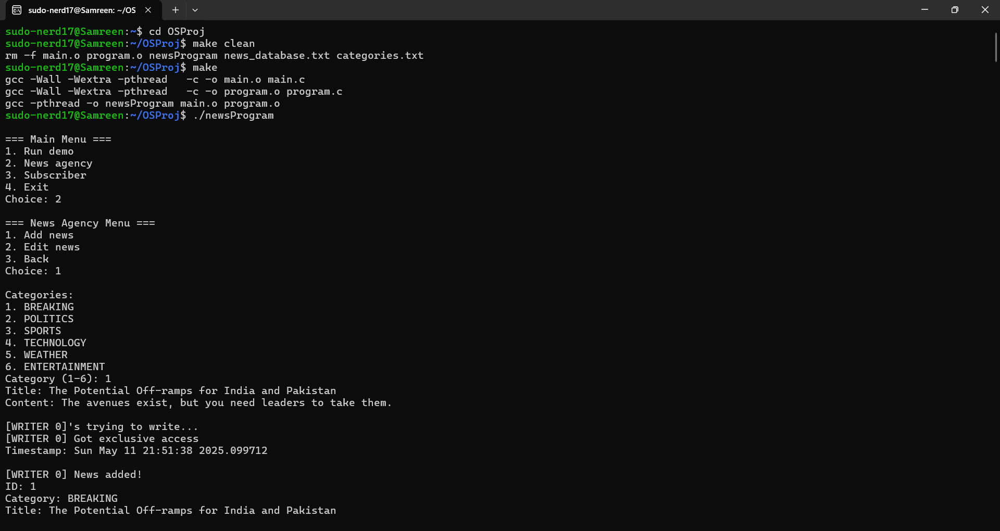 sudo-nerd17@Samreen: ~/OS
sudo-nerd17@Samreen:~$ cd OSProj
sudo-nerd17@Samreen:~/OSProj$ make clean
rm -f main.o program.o newsProgram news_database.txt categories.txt
sudo-nerd17@Samreen:~/OSProj$ make
gcc -Wall -Wextra -pthread   -c -o main.o main.c
gcc -Wall -Wextra -pthread   -c -o program.o program.c
gcc -pthread -o newsProgram main.o program.o
sudo-nerd17@Samreen:~/OSProj$ ./newsProgram

=== Main Menu ===
1. Run demo
2. News agency
3. Subscriber
4. Exit
Choice: 2

=== News Agency Menu ===
1. Add news
2. Edit news
3. Back
Choice: 1

Categories:
1. BREAKING
2. POLITICS
3. SPORTS
4. TECHNOLOGY
5. WEATHER
6. ENTERTAINMENT
Category (1-6): 1
Title: The Potential Off-ramps for India and Pakistan
Content: The avenues exist, but you need leaders to take them.

[WRITER 0]'s trying to write...
[WRITER 0] Got exclusive access
Timestamp: Sun May 11 21:51:38 2025.099712

[WRITER 0] News added!
ID: 1
Category: BREAKING
Title: The Potential Off-ramps for India and Pakistan